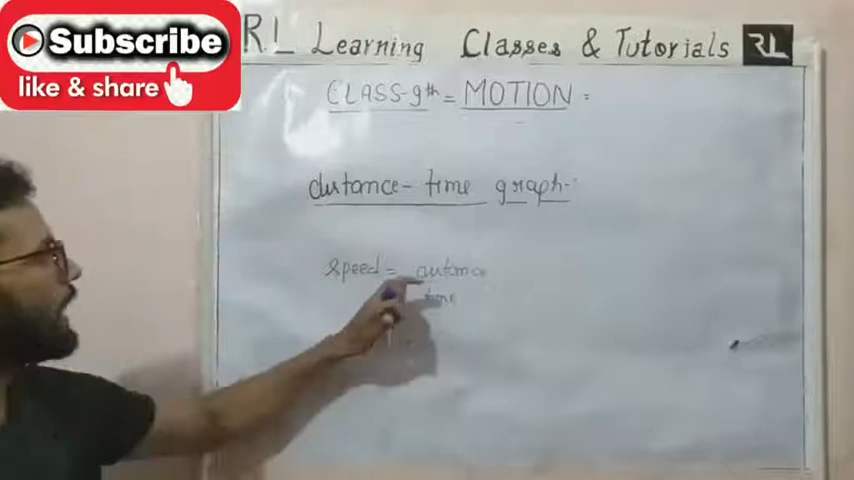 Subscribe
like & share
RL Learning Classes & Tutorials RL
CLASS-9th = MOTION :
distance - time graph-:
speed = distance
time